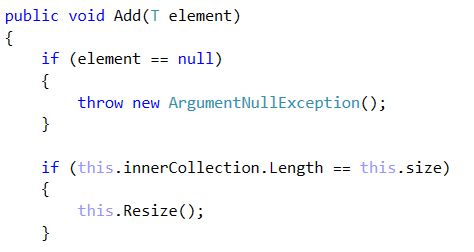 public void Add(T element)
{
    if (element == null)
    {
        throw new ArgumentNullException();
    }

    if (this.innerCollection.Length == this.size)
    {
        this.Resize();
    }